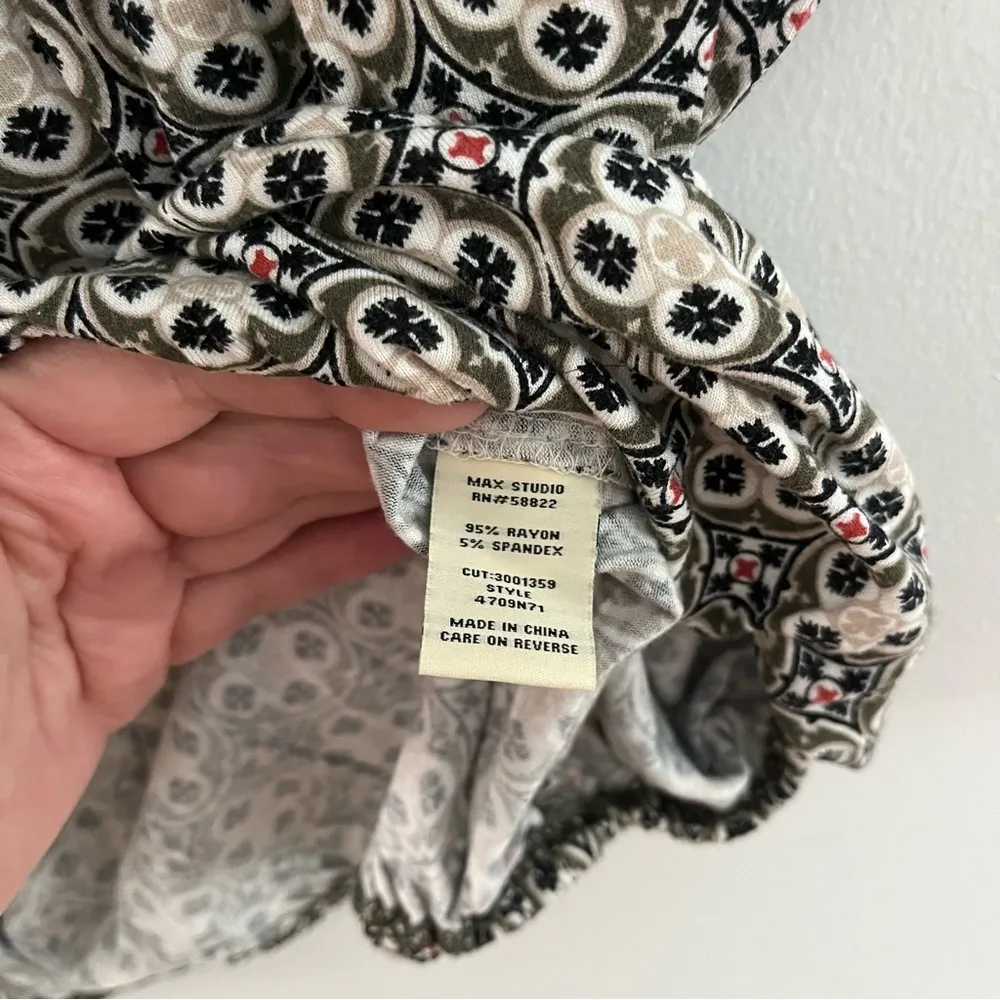 MAX STUDIO
RN#58822
95% RAYON
5% SPANDEX
CUT:3001359
STYLE
4709N71
MADE IN CHINA
CARE ON REVERSE